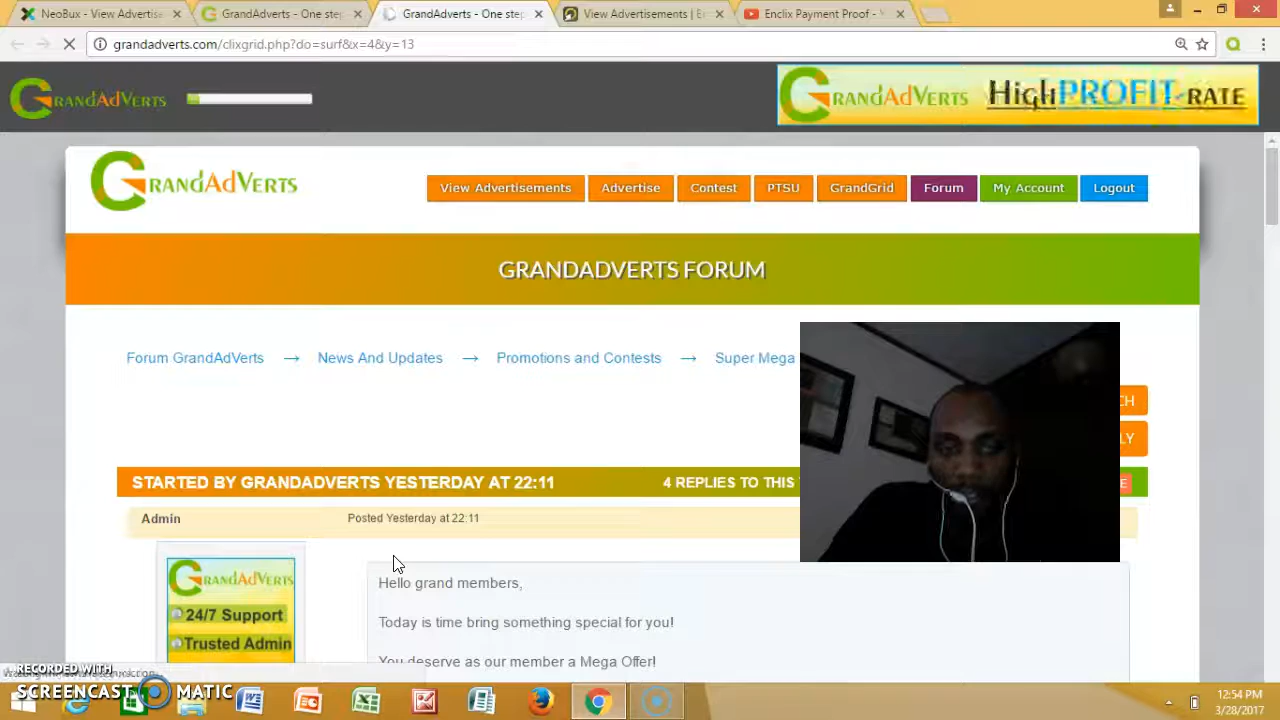 NeoBux - View Advertise
GrandAdverts - One ste
GrandAdverts - One ste
View Advertisements | E
Enclix Payment Proof -
grandadverts.com/clixgrid.php?do=surf&x=4&y=13
GRANDADVERTS
GRANDADVERTS HighPROFIT-RATE
GRANDADVERTS
View Advertisements Advertise Contest PTSU GrandGrid Forum My Account Logout
GRANDADVERTS FORUM
Forum GrandAdVerts → News And Updates → Promotions and Contests → Super Mega
CH
LY
STARTED BY GRANDADVERTS YESTERDAY AT 22:11 4 REPLIES TO THIS
E
Admin Posted Yesterday at 22:11
GRANDADVERTS
24/7 Support
Trusted Admin
Hello grand members,
Today is time bring something special for you!
You deserve as our member a Mega Offer!
RECORDED WITH
SCREENCAST MATIC
12:54 PM
3/28/2017